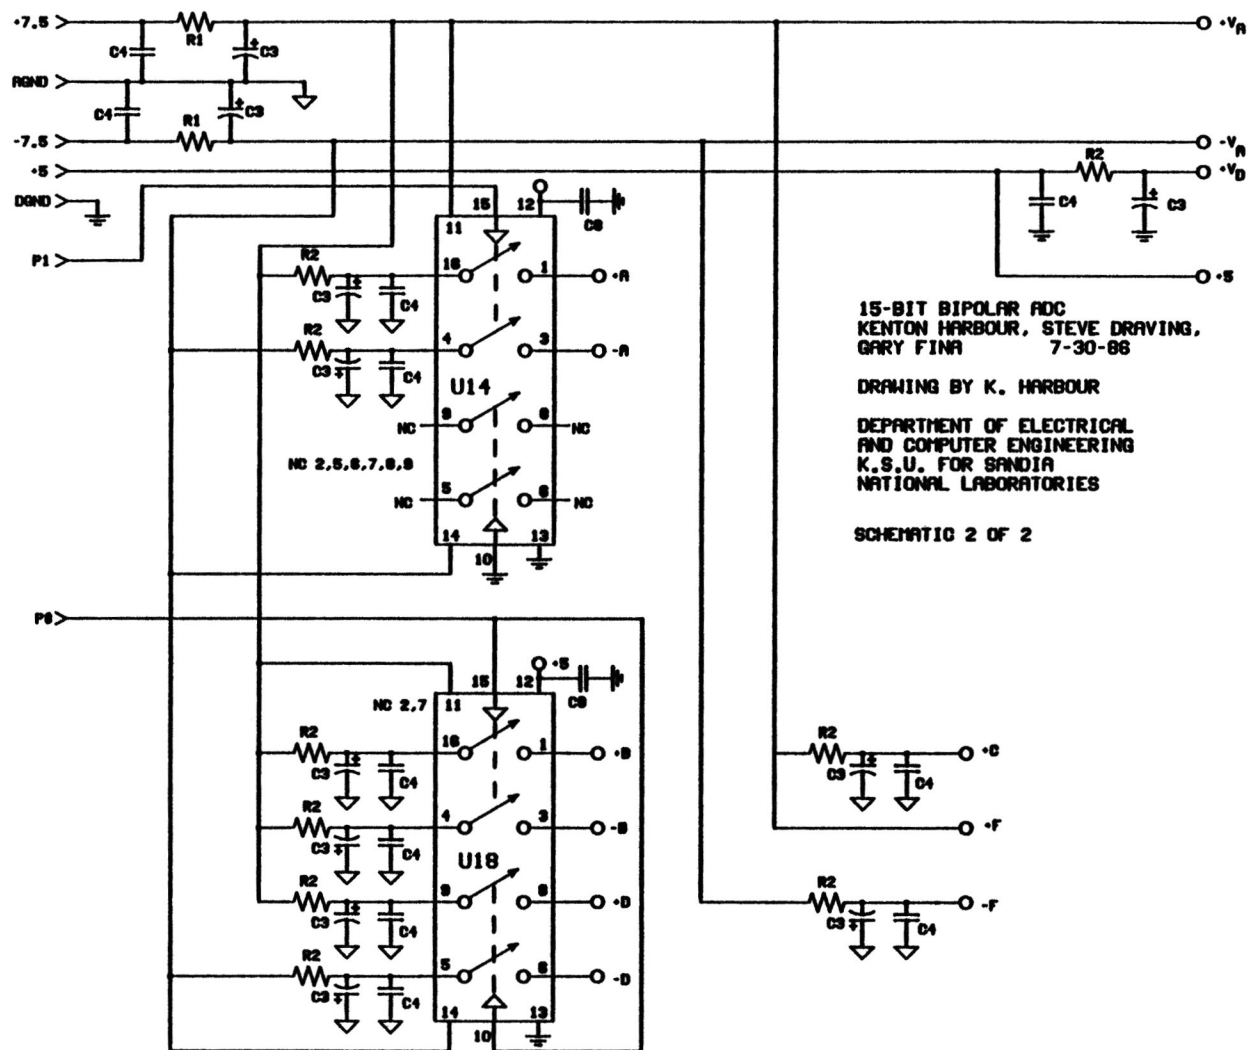 +7.5
R1
C4
C3
+VA
AGND
C4
C3
R1
-7.5
-VA
+5
R2
+VD
DGND
C4
C3
15
12
C8
11
P1
R2
16
1
+A
C3
C4
+5
R2
4
3
-A
C3
C4
U14
NC
9
8
NC
NC 2,5,6,7,8,9
NC
5
6
NC
14
10
13
15-BIT BIPOLAR ADC
KENTON HARBOUR, STEVE DRAVING,
GARY FINA 7-30-86
DRAWING BY K. HARBOUR
DEPARTMENT OF ELECTRICAL
AND COMPUTER ENGINEERING
K.S.U. FOR SANDIA
NATIONAL LABORATORIES
SCHEMATIC 2 OF 2
+5
15
12
C8
NC 2,7
11
R2
16
1
+B
C3
C4
R2
4
3
-B
C3
C4
U18
R2
9
8
+D
C3
C4
R2
5
6
-D
C3
C4
14
10
13
R2
+C
C3
C4
+F
R2
-F
C3
C4